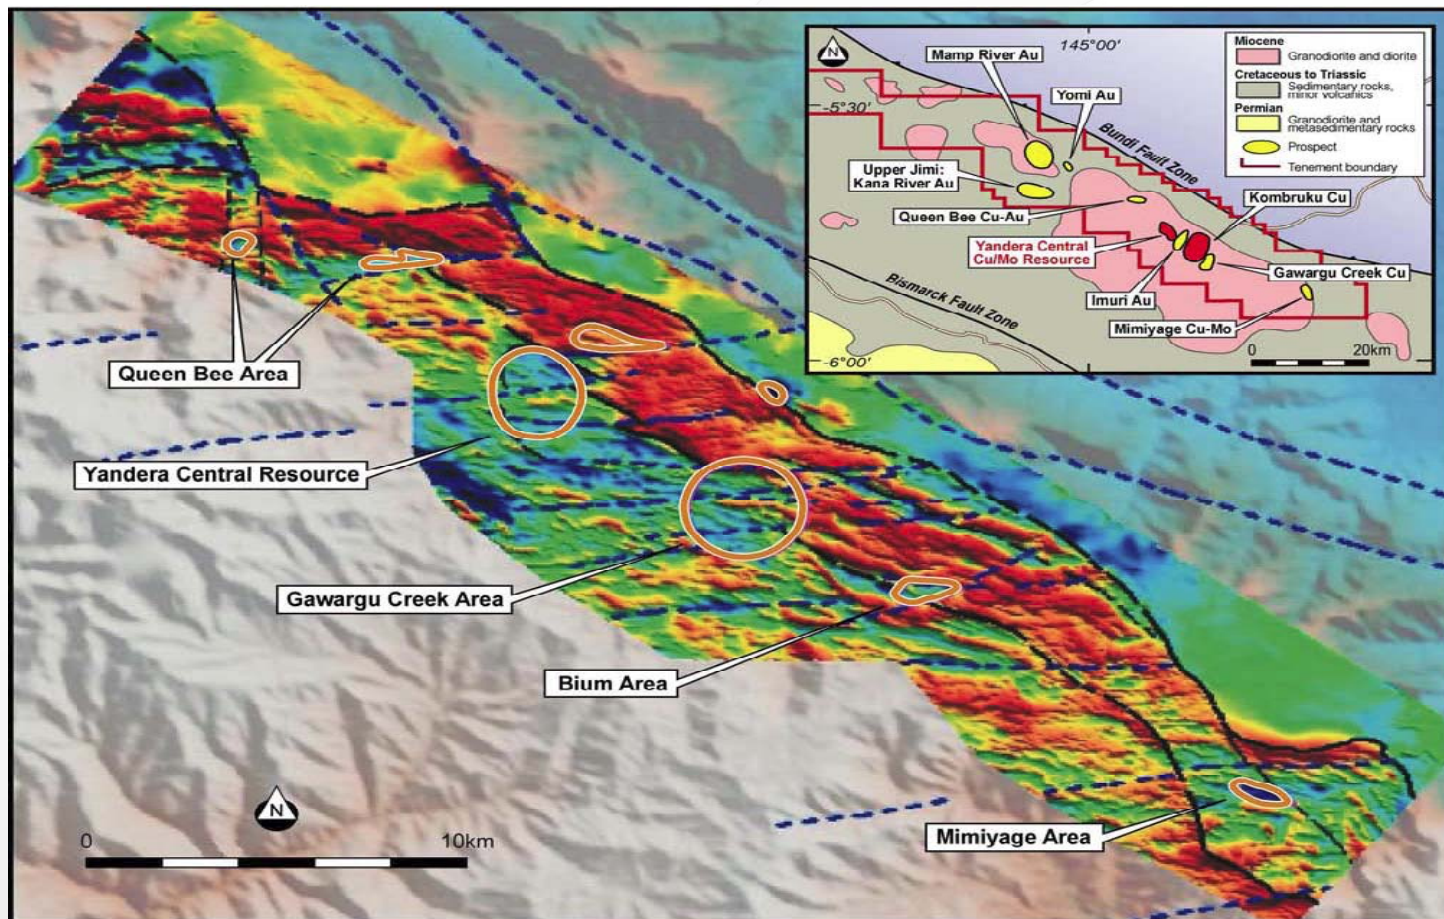 Queen Bee Area
Yandera Central Resource
Gawargu Creek Area
Bium Area
Mimiyage Area
N
0
10km
N
145°00'
-5°30'
-6°00'
Mamp River Au
Yomi Au
Bundi Fault Zone
Upper Jimi:
Kana River Au
Kombruku Cu
Queen Bee Cu-Au
Yandera Central
Cu/Mo Resource
Gawargu Creek Cu
Imuri Au
Bismarck Fault Zone
Mimiyage Cu-Mo
0
20km
Miocene
Granodiorite and diorite
Cretaceous to Triassic
Sedimentary rocks,
minor volcanics
Permian
Granodiorite and
metasedimentary rocks
Prospect
Tenement boundary